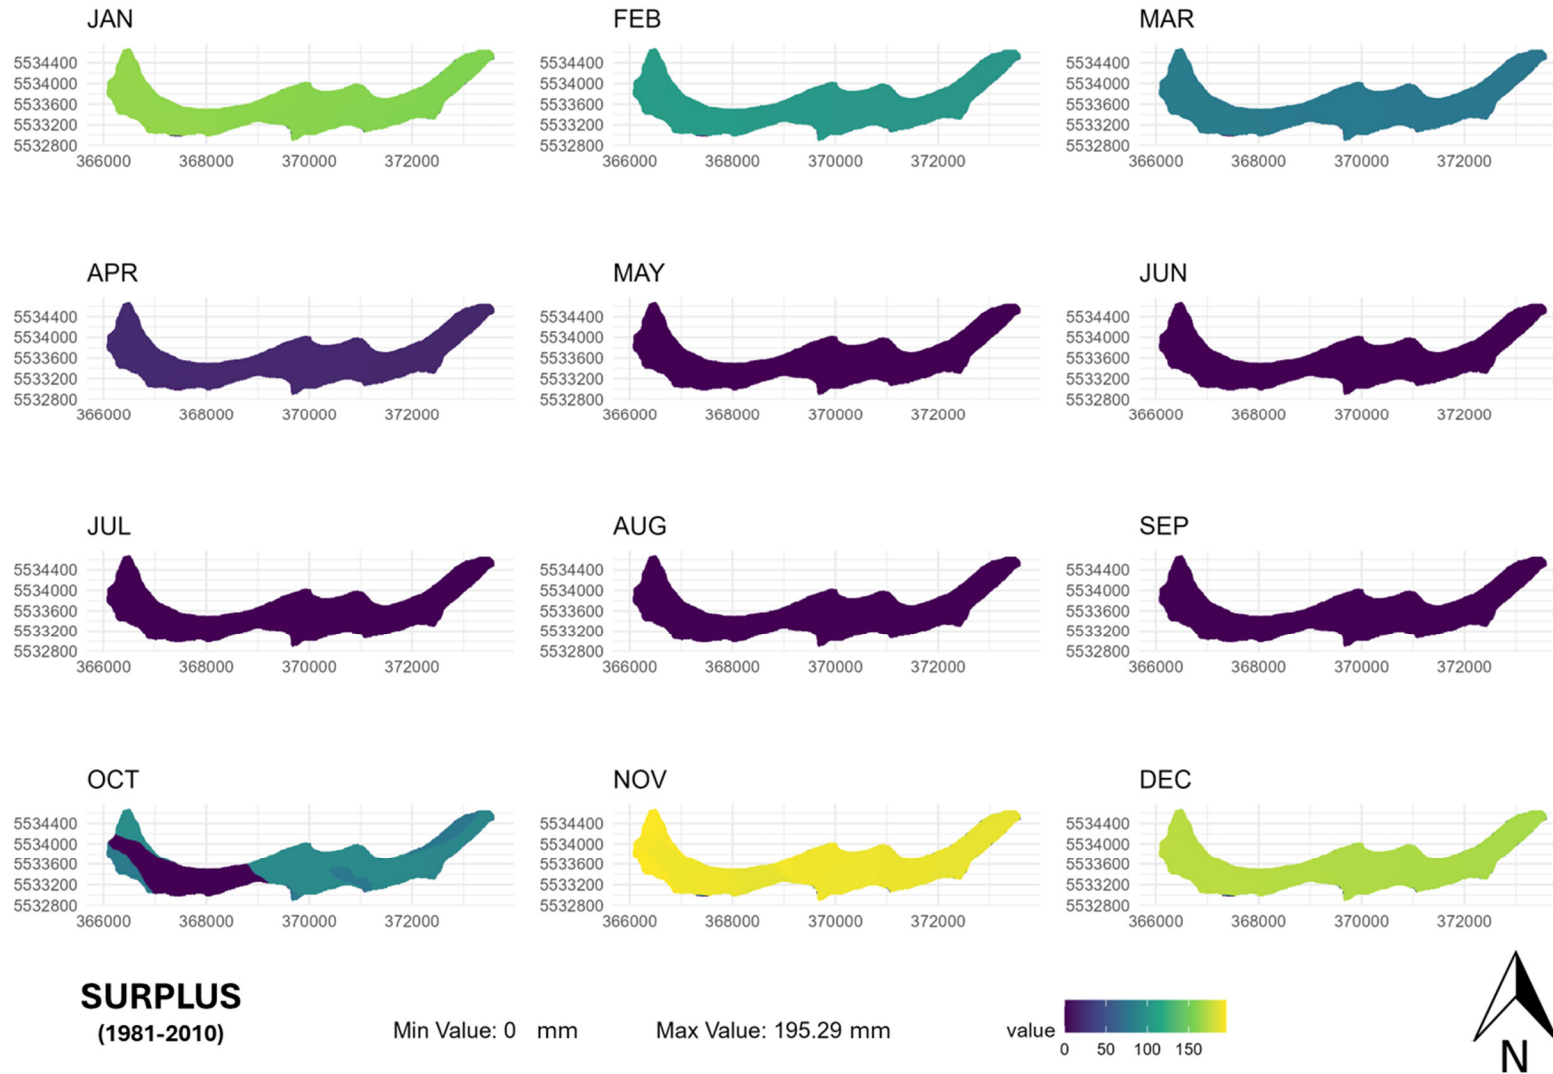 JAN FEB MAR
5534400 5534400 5534400
5534000 5534000 5534000
5533600 5533600 5533600
5533200 5533200 5533200
5532800 5532800 5532800
366000 368000 370000 372000 366000 368000 370000 372000 366000 368000 370000 372000
APR MAY JUN
5534400 5534400 5534400
5534000 5534000 5534000
5533600 5533600 5533600
5533200 5533200 5533200
5532800 5532800 5532800
366000 368000 370000 372000 366000 368000 370000 372000 366000 368000 370000 372000
JUL AUG SEP
5534400 5534400 5534400
5534000 5534000 5534000
5533600 5533600 5533600
5533200 5533200 5533200
5532800 5532800 5532800
366000 368000 370000 372000 366000 368000 370000 372000 366000 368000 370000 372000
OCT NOV DEC
5534400 5534400 5534400
5534000 5534000 5534000
5533600 5533600 5533600
5533200 5533200 5533200
5532800 5532800 5532800
366000 368000 370000 372000 366000 368000 370000 372000 366000 368000 370000 372000
SURPLUS
(1981-2010)
Min Value: 0 mm Max Value: 195.29 mm value
0 50 100 150
N